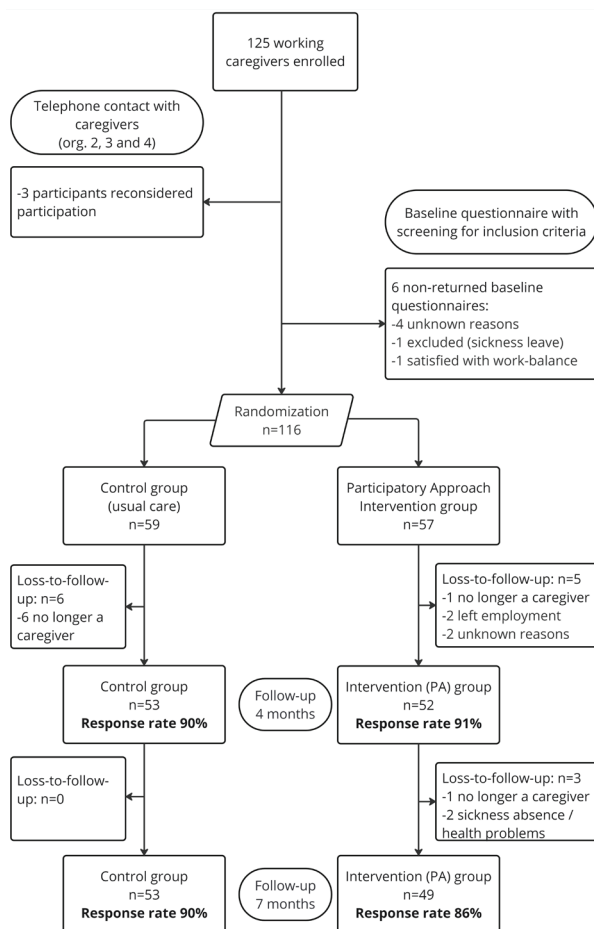 125 working
caregivers enrolled
Telephone contact with
caregivers
(org. 2, 3 and 4)
-3 participants reconsidered
participation
Baseline questionnaire with
screening for inclusion criteria
6 non-returned baseline
questionnaires:
-4 unknown reasons
-1 excluded (sickness leave)
-1 satisfied with work-balance
Randomization
n=116
Control group
(usual care)
n=59
Participatory Approach
Intervention group
n=57
Loss-to-follow-
up: n=6
-6 no longer a
caregiver
Loss-to-follow-up: n=5
-1 no longer a caregiver
-2 left employment
-2 unknown reasons
Control group
n=53
Response rate 90%
Follow-up
4 months
Intervention (PA) group
n=52
Response rate 91%
Loss-to-follow-
up: n=0
Loss-to-follow-up: n=3
-1 no longer a caregiver
-2 sickness absence /
health problems
Control group
n=53
Response rate 90%
Follow-up
7 months
Intervention (PA) group
n=49
Response rate 86%